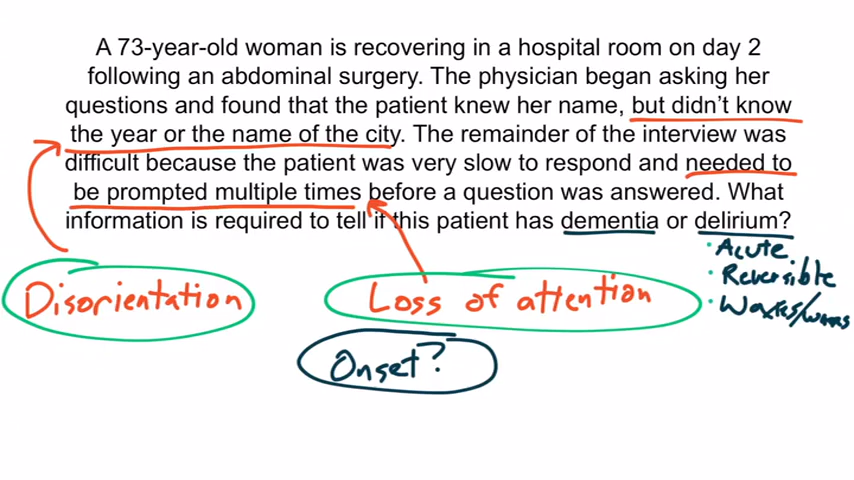 A 73-year-old woman is recovering in a hospital room on day 2
following an abdominal surgery. The physician began asking her
questions and found that the patient knew her name, but didn't know
the year or the name of the city. The remainder of the interview was
difficult because the patient was very slow to respond and needed to
be prompted multiple times before a question was answered. What
information is required to tell if this patient has dementia or delirium?
• Acute
• Reversible
• Waxes/wanes
Disorientation
Loss of attention
Onset?